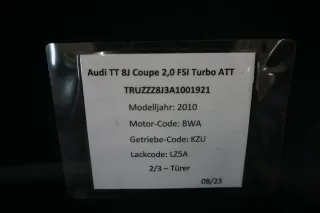 Audi TT 8J Coupe 2,0 FSI Turbo ATT
TRUZZZ8J3A1001921
Modelljahr: 2010
Motor-Code: BWA
Getriebe-Code: KZU
Lackcode: LZ5A
2/3 – Türer
08/23